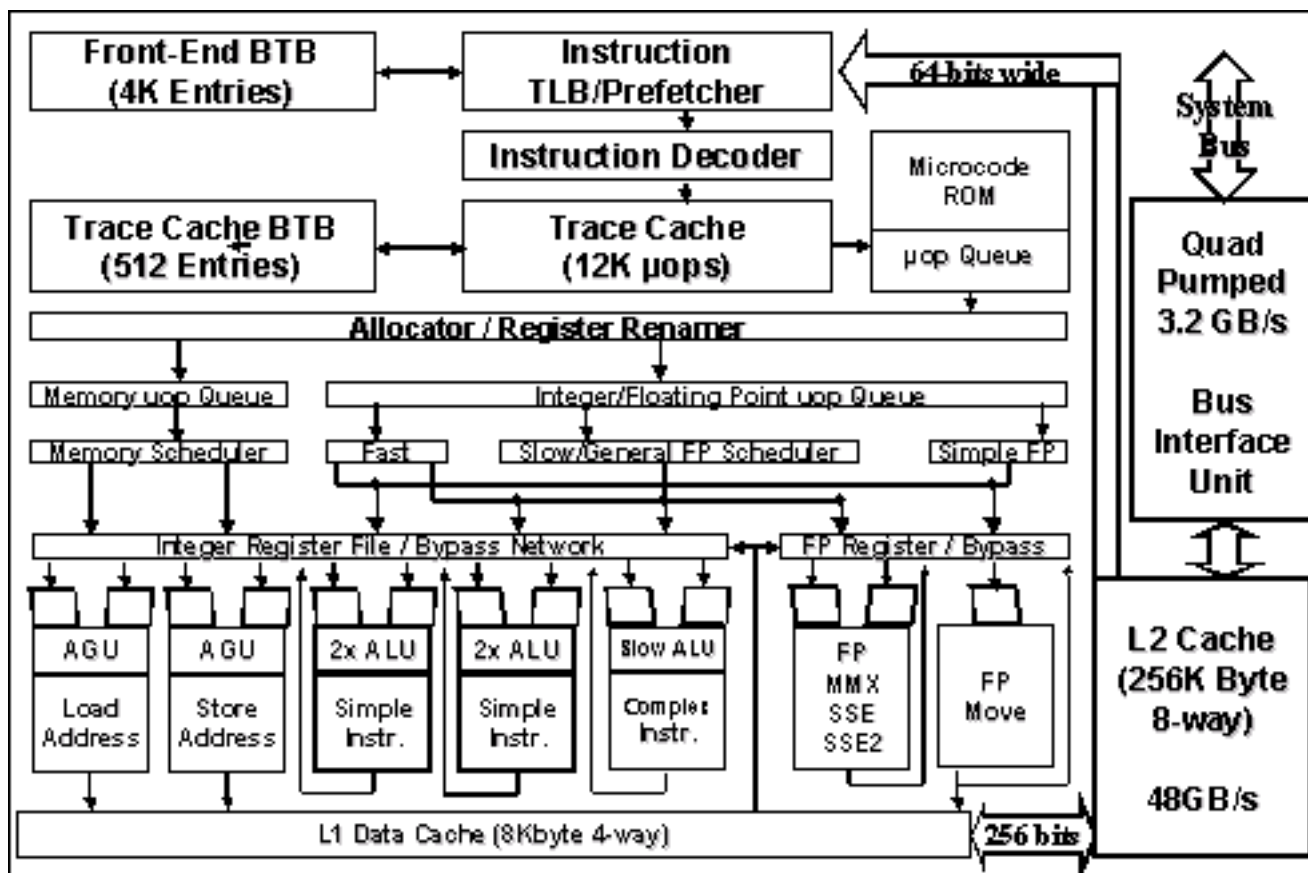 Front-End BTB
(4K Entries)
Instruction
TLB/Prefetcher
64-bits wide
System
Bus
Instruction Decoder
Microcode
ROM
Trace Cache BTB
(512 Entries)
Trace Cache
(12K µops)
µop Queue
Quad
Pumped
3.2 GB/s
Bus
Interface
Unit
Allocator / Register Renamer
Memory uop Queue
Integer/Floating Point uop Queue
Memory Scheduler
Fast
Slow/General FP Scheduler
Simple FP
Integer Register File / Bypass Network
FP Register / Bypass
AGU
Load
Address
AGU
Store
Address
2x ALU
Simple
Instr.
2x ALU
Simple
Instr.
Slow ALU
Complex
Instr.
FP
MMX
SSE
SSE2
FP
Move
L2 Cache
(256K Byte
8-way)
48GB/s
L1 Data Cache (8Kbyte 4-way)
256 bits